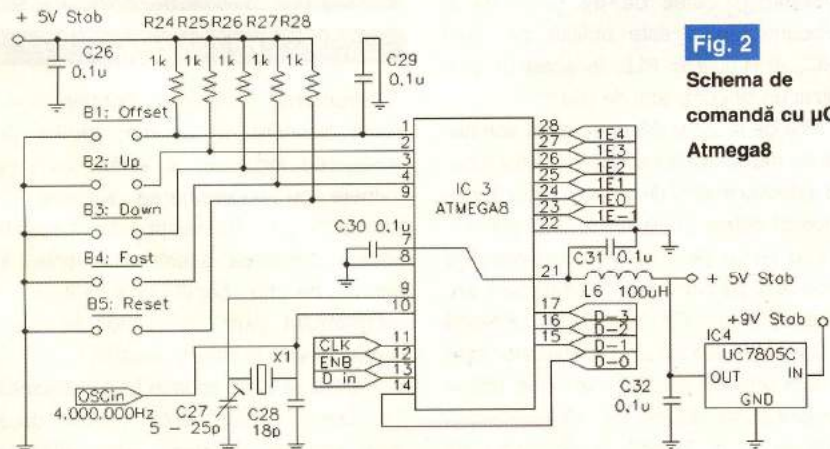 + 5V Stab
R24 R25 R26 R27 R28
C26
0.1u
1k 1k 1k 1k 1k
C29
0.1u
B1: Offset
B2: Up
B3: Down
B4: Fast
B5: Reset
1
2
3
4
9
7
8
9
10
11
12
13
14
IC 3
ATMEGA8
28
27
26
25
24
23
22
21
17
16
15
1E4
1E3
1E2
1E1
1E0
1E-1
C30 0.1u
C31 0.1u
L6 100uH
+ 5V Stab
D-3
D-2
D-1
D-0
CLK
ENB
D in
X1
OSCin
4.000.000Hz
C27
5 - 25p
C28
18p
+9V Stab
IC4
UC7805C
OUT IN
GND
C32
0.1u
Fig. 2
Schema de
comandă cu µC
Atmega8